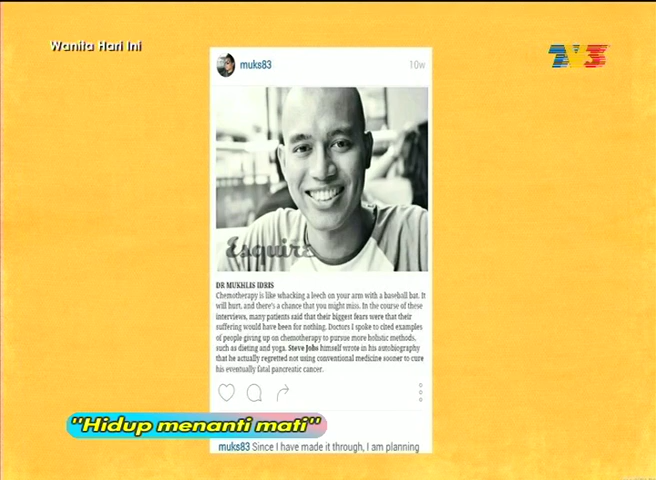 Wanita Hari Ini
TV3
muks83
10w
Esquire
DR MUKHLIS IDRIS
Chemotherapy is like whacking a leech on your arm with a baseball bat. It
will hurt, and there's a chance that you might miss. In the course of these
interviews, many patients said that their biggest fears were that their
suffering would have been for nothing. Doctors I spoke to cited examples
of people giving up on chemotherapy to pursue more holistic methods,
such as dieting and yoga. Steve Jobs himself wrote in his autobiography
that he actually regretted not using conventional medicine sooner to cure
his eventually fatal pancreatic cancer.
"Hidup menanti mati"
muks83 Since I have made it through, I am planning